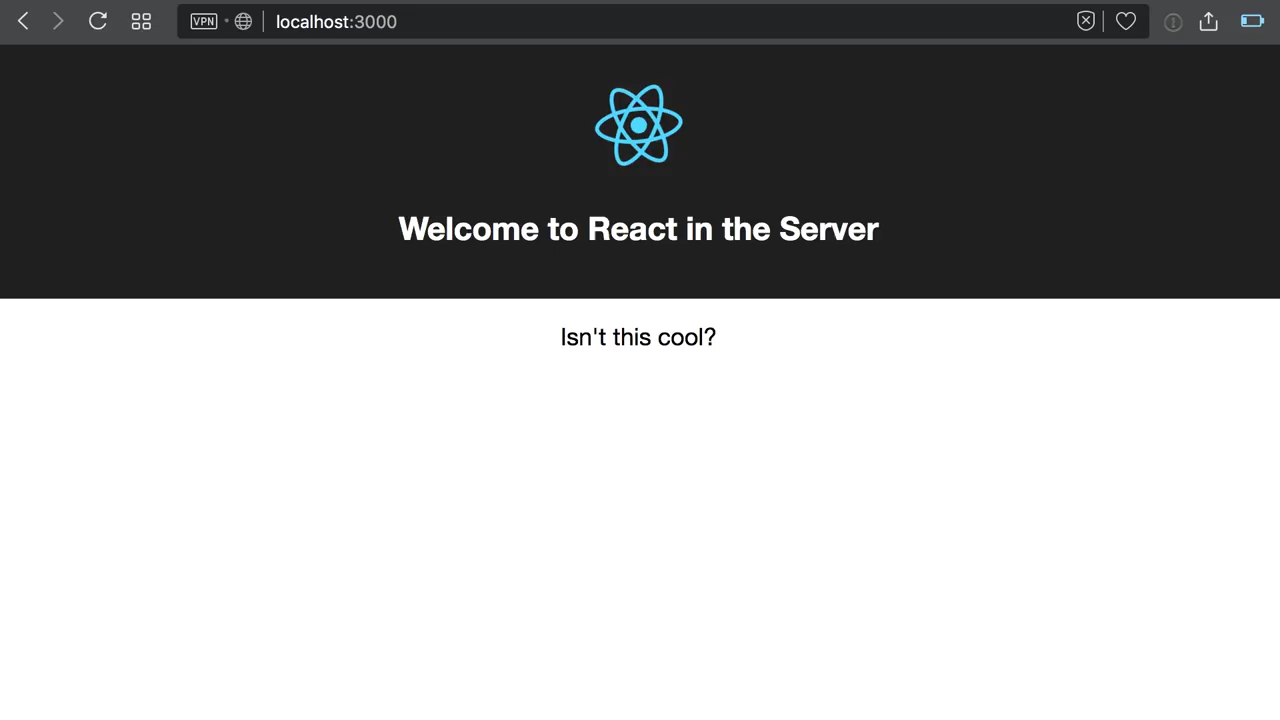 VPN localhost:3000
Welcome to React in the Server
Isn't this cool?